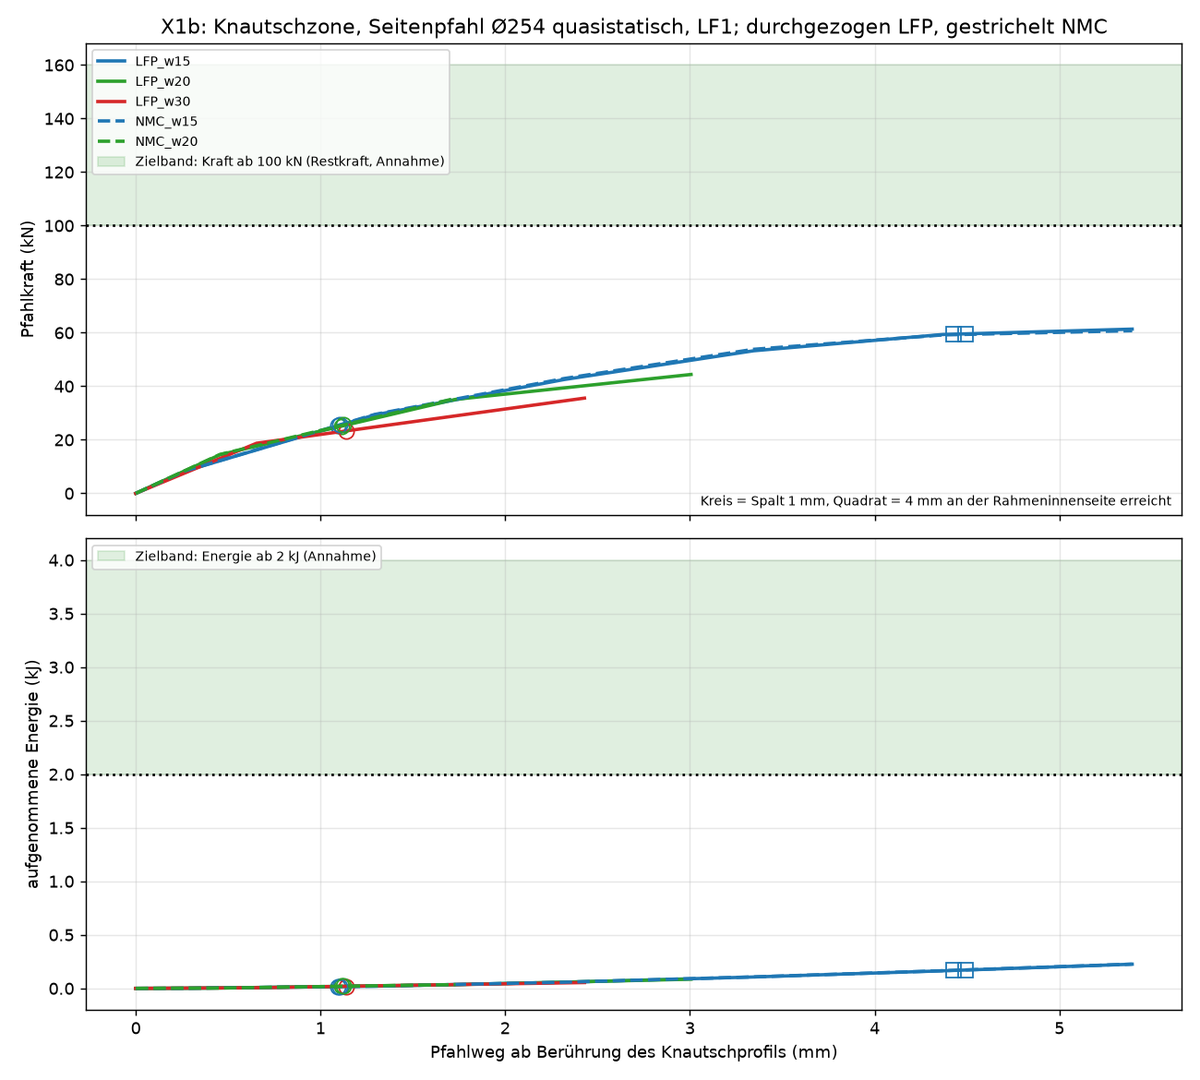 X1b: Knautschzone, Seitenpfahl Ø254 quasistatisch, LF1; durchgezogen LFP, gestrichelt NMC
160
140
120
100
80
60
40
20
0
Pfahlkraft (kN)
LFP_w15
LFP_w20
LFP_w30
NMC_w15
NMC_w20
Zielband: Kraft ab 100 kN (Restkraft, Annahme)
Kreis = Spalt 1 mm, Quadrat = 4 mm an der Rahmeninnenseite erreicht
Zielband: Energie ab 2 kJ (Annahme)
4.0
3.5
3.0
2.5
2.0
1.5
1.0
0.5
0.0
aufgenommene Energie (kJ)
0
1
2
3
4
5
Pfahlweg ab Berührung des Knautschprofils (mm)